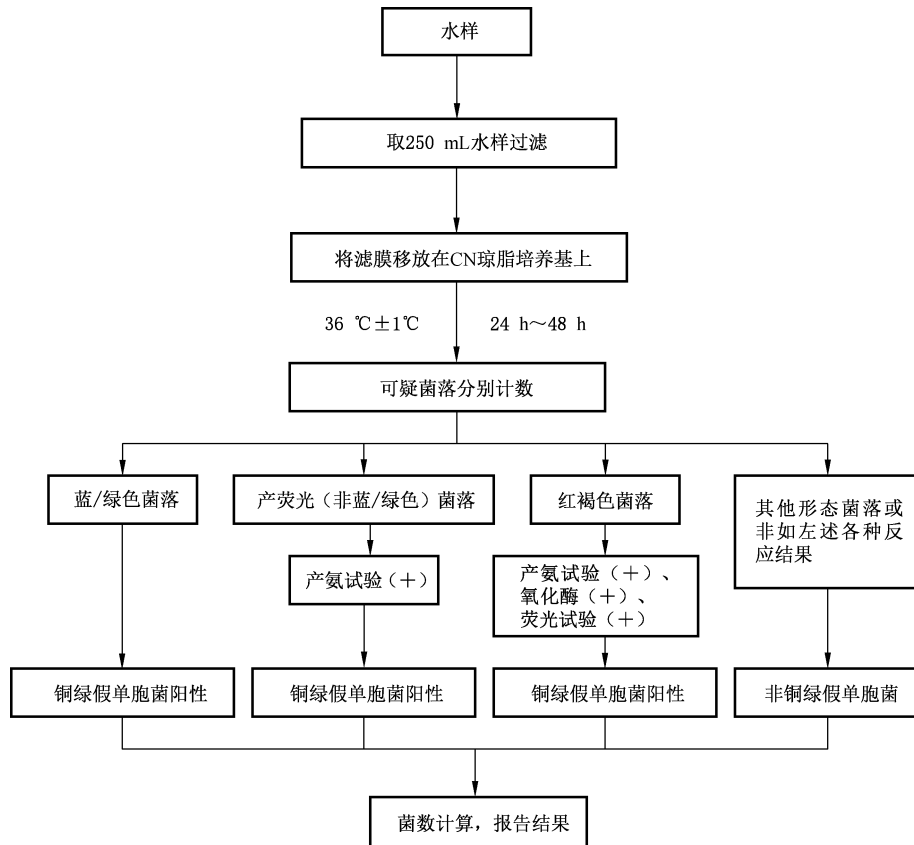 水样
取250 mL水样过滤
将滤膜移放在CN琼脂培养基上
36 ℃±1℃ 24 h～48 h
可疑菌落分别计数
蓝/绿色菌落
产荧光（非蓝/绿色）菌落
红褐色菌落
其他形态菌落或
非如左述各种反
应结果
产氨试验（＋）
产氨试验（＋）、
氧化酶（＋）、
荧光试验（＋）
铜绿假单胞菌阳性
铜绿假单胞菌阳性
铜绿假单胞菌阳性
非铜绿假单胞菌
菌数计算，报告结果